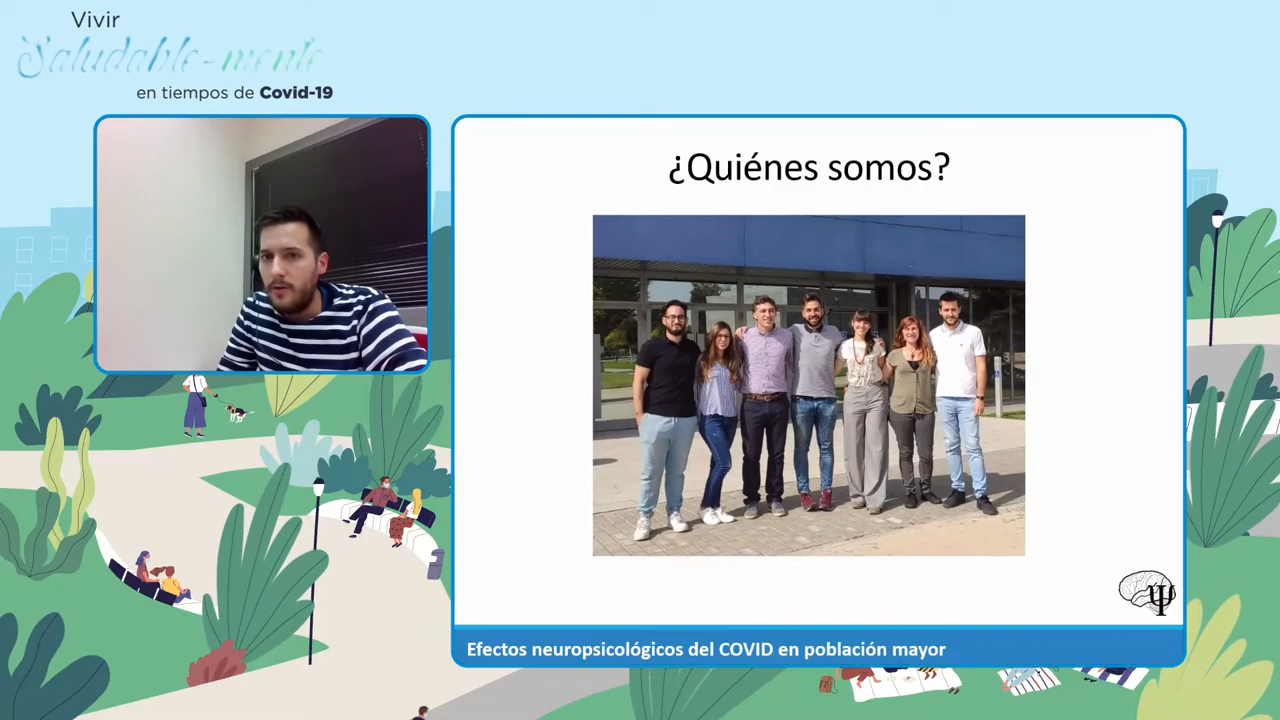 Vivir
Saludable-mente
en tiempos de Covid-19
¿Quiénes somos?
Ψ
Efectos neuropsicológicos del COVID en población mayor